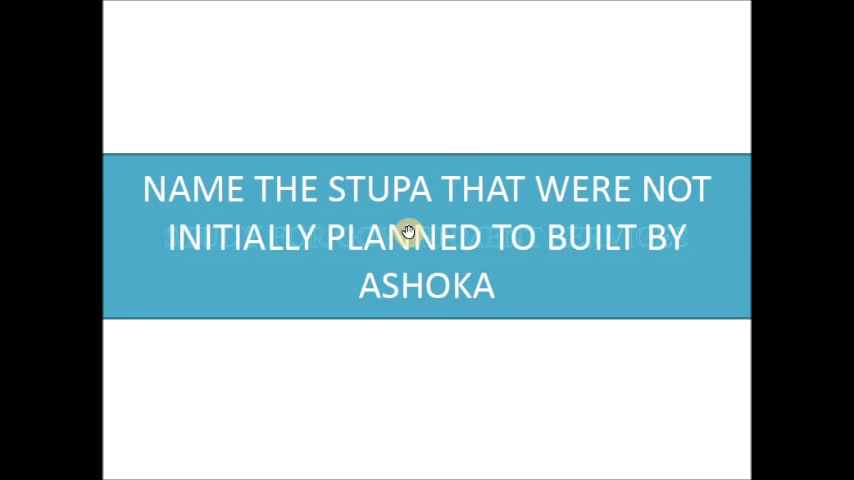 NAME THE STUPA THAT WERE NOT
INITIALLY PLANNED TO BUILT BY
ASHOKA